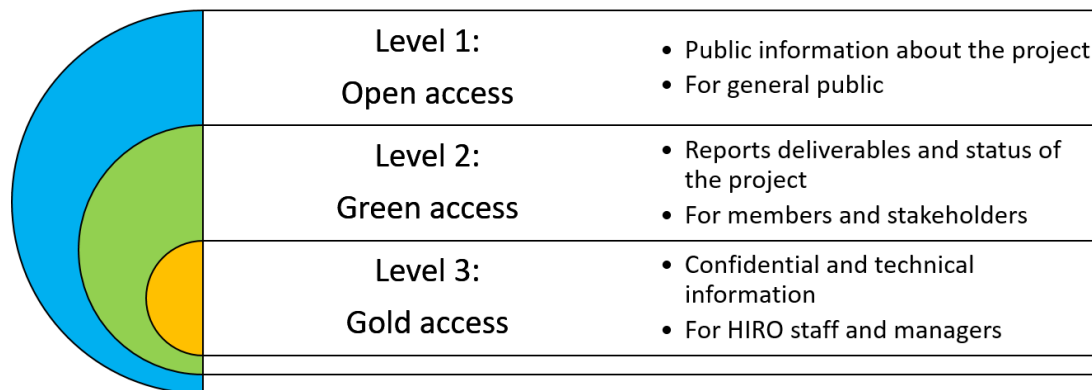 Level 1:
Open access
• Public information about the project
• For general public
Level 2:
Green access
• Reports deliverables and status of
the project
• For members and stakeholders
Level 3:
Gold access
• Confidential and technical
information
• For HIRO staff and managers